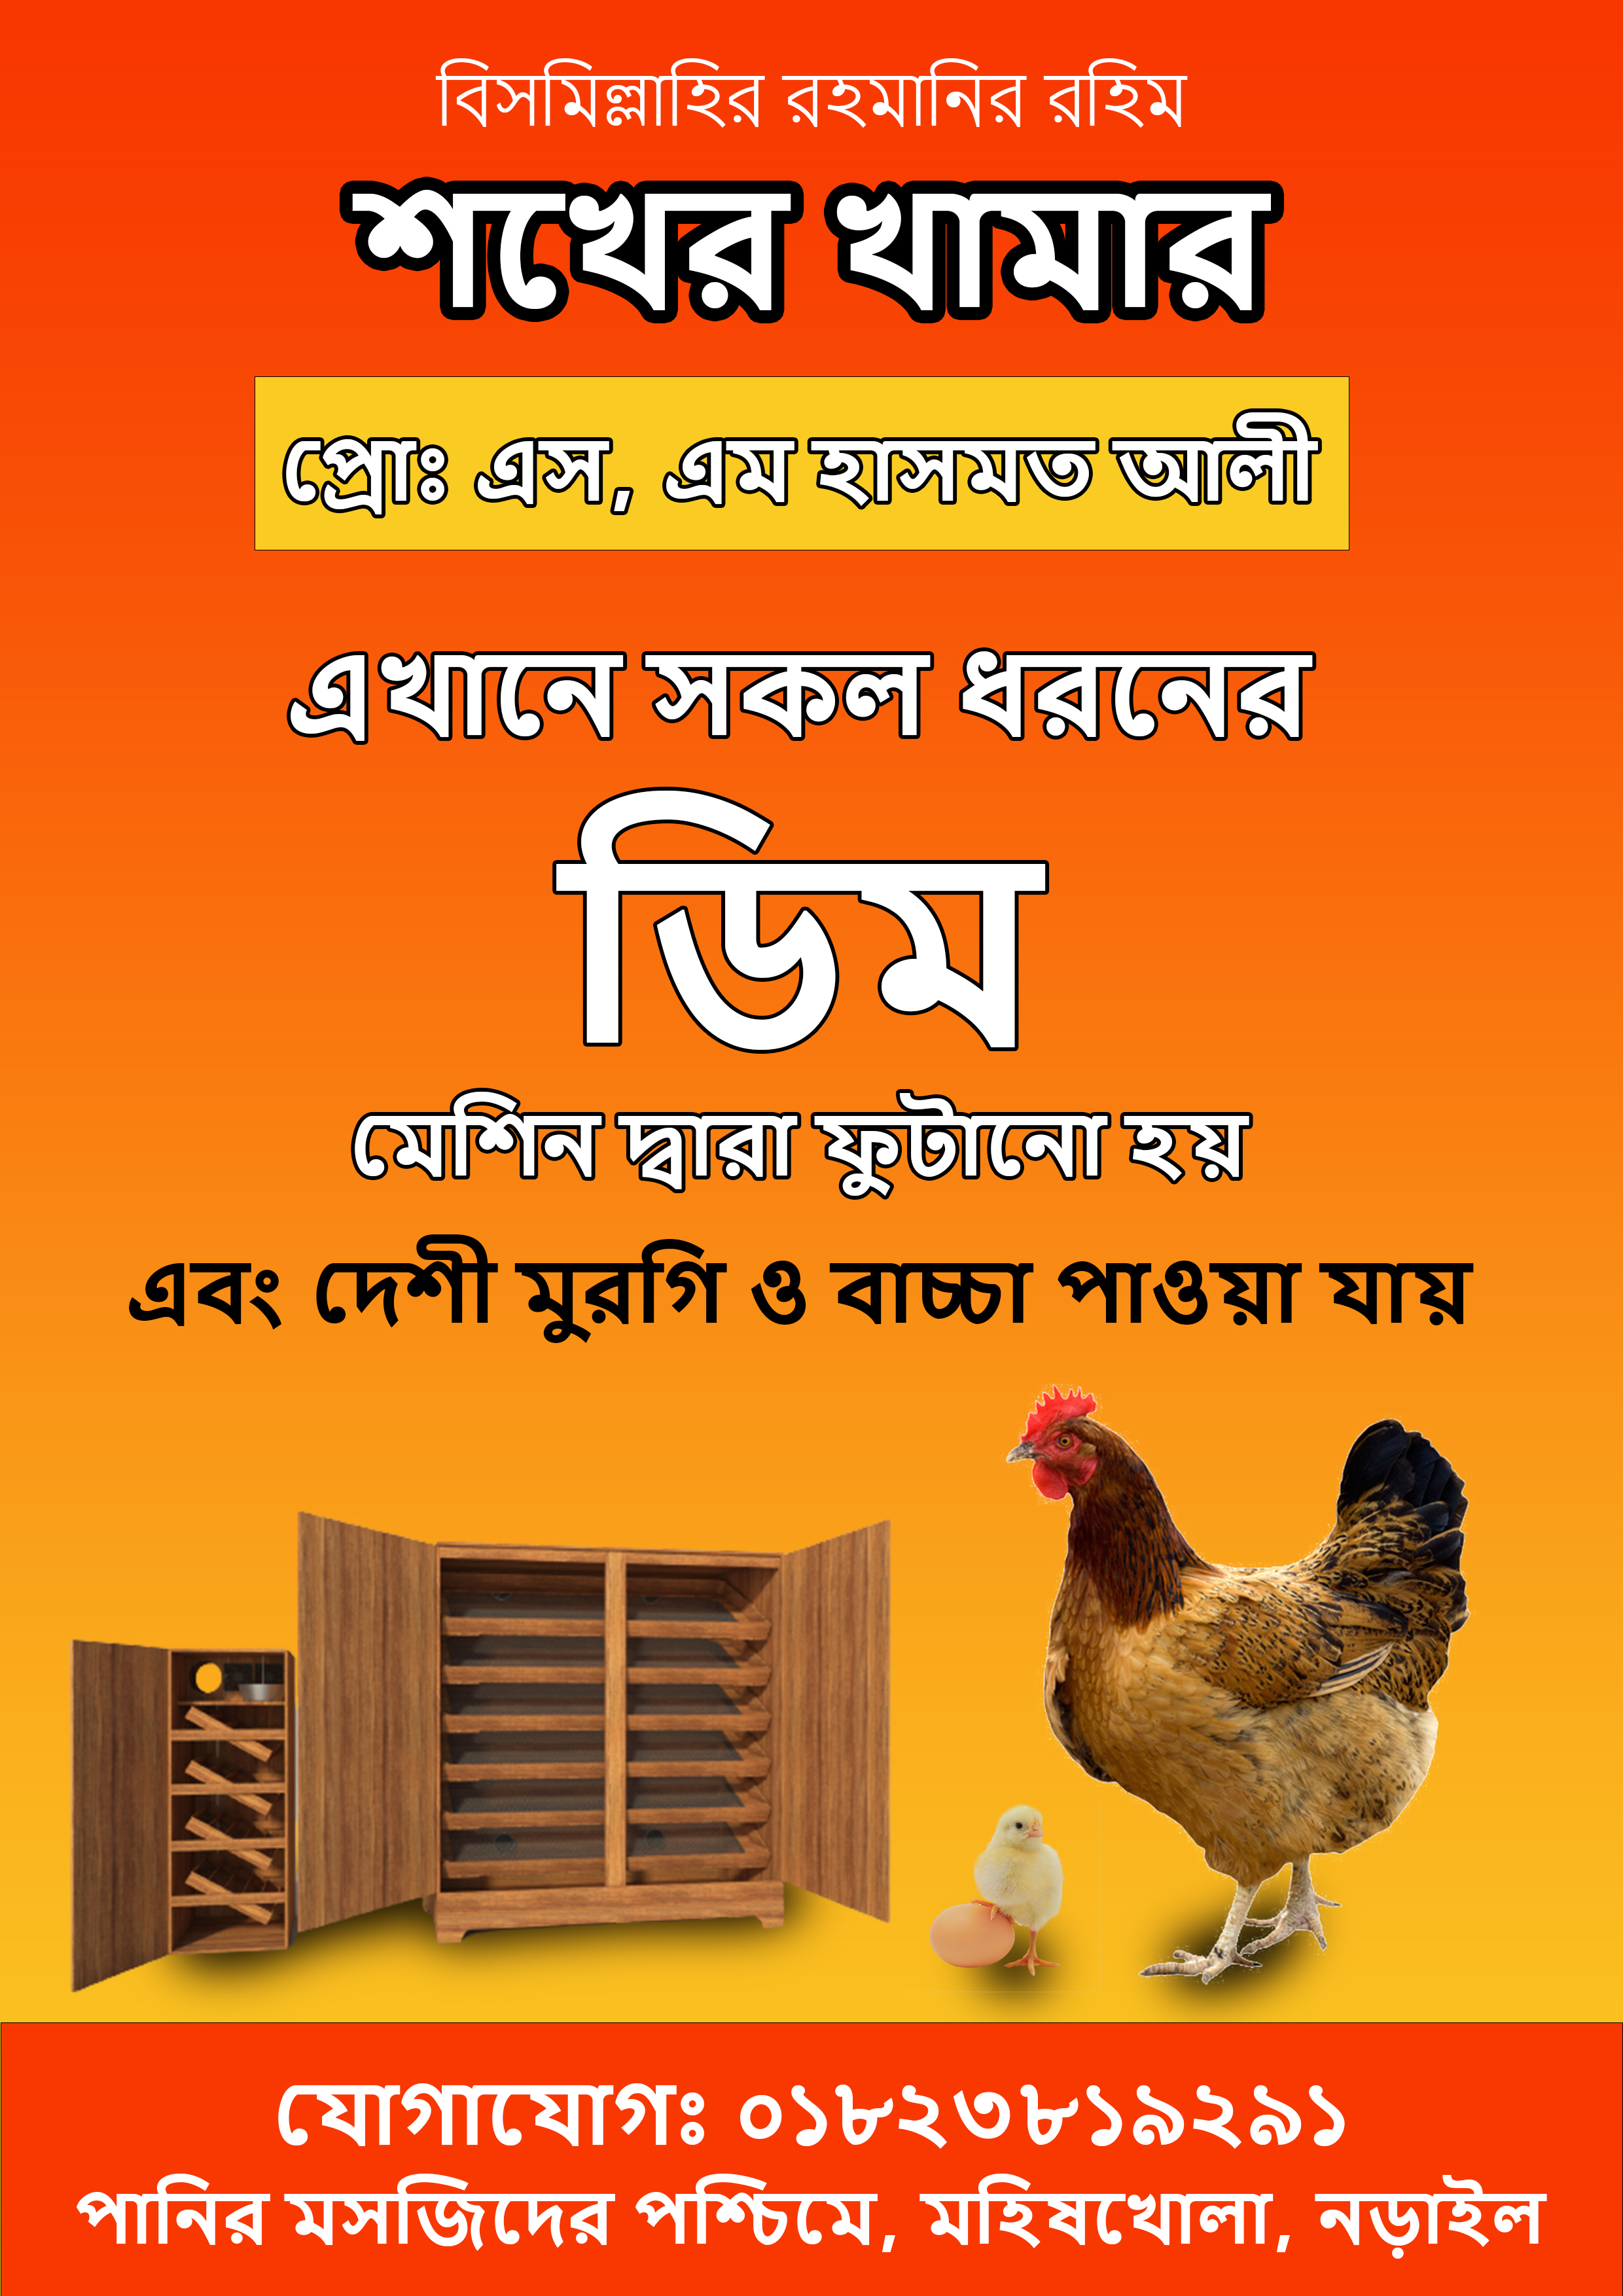 বিসমিল্লাহির রহমানির রহিম
শখের খামার
প্রোঃ এস, এম হাসমত আলী
এখানে সকল ধরনের
ডিম
মেশিন দ্বারা ফুটানো হয়
এবং দেশী মুরগি ও বাচ্চা পাওয়া যায়
যোগাযোগঃ ০১৮২৩৮১৯২৯১
পানির মসজিদের পশ্চিমে, মহিষখোলা, নড়াইল